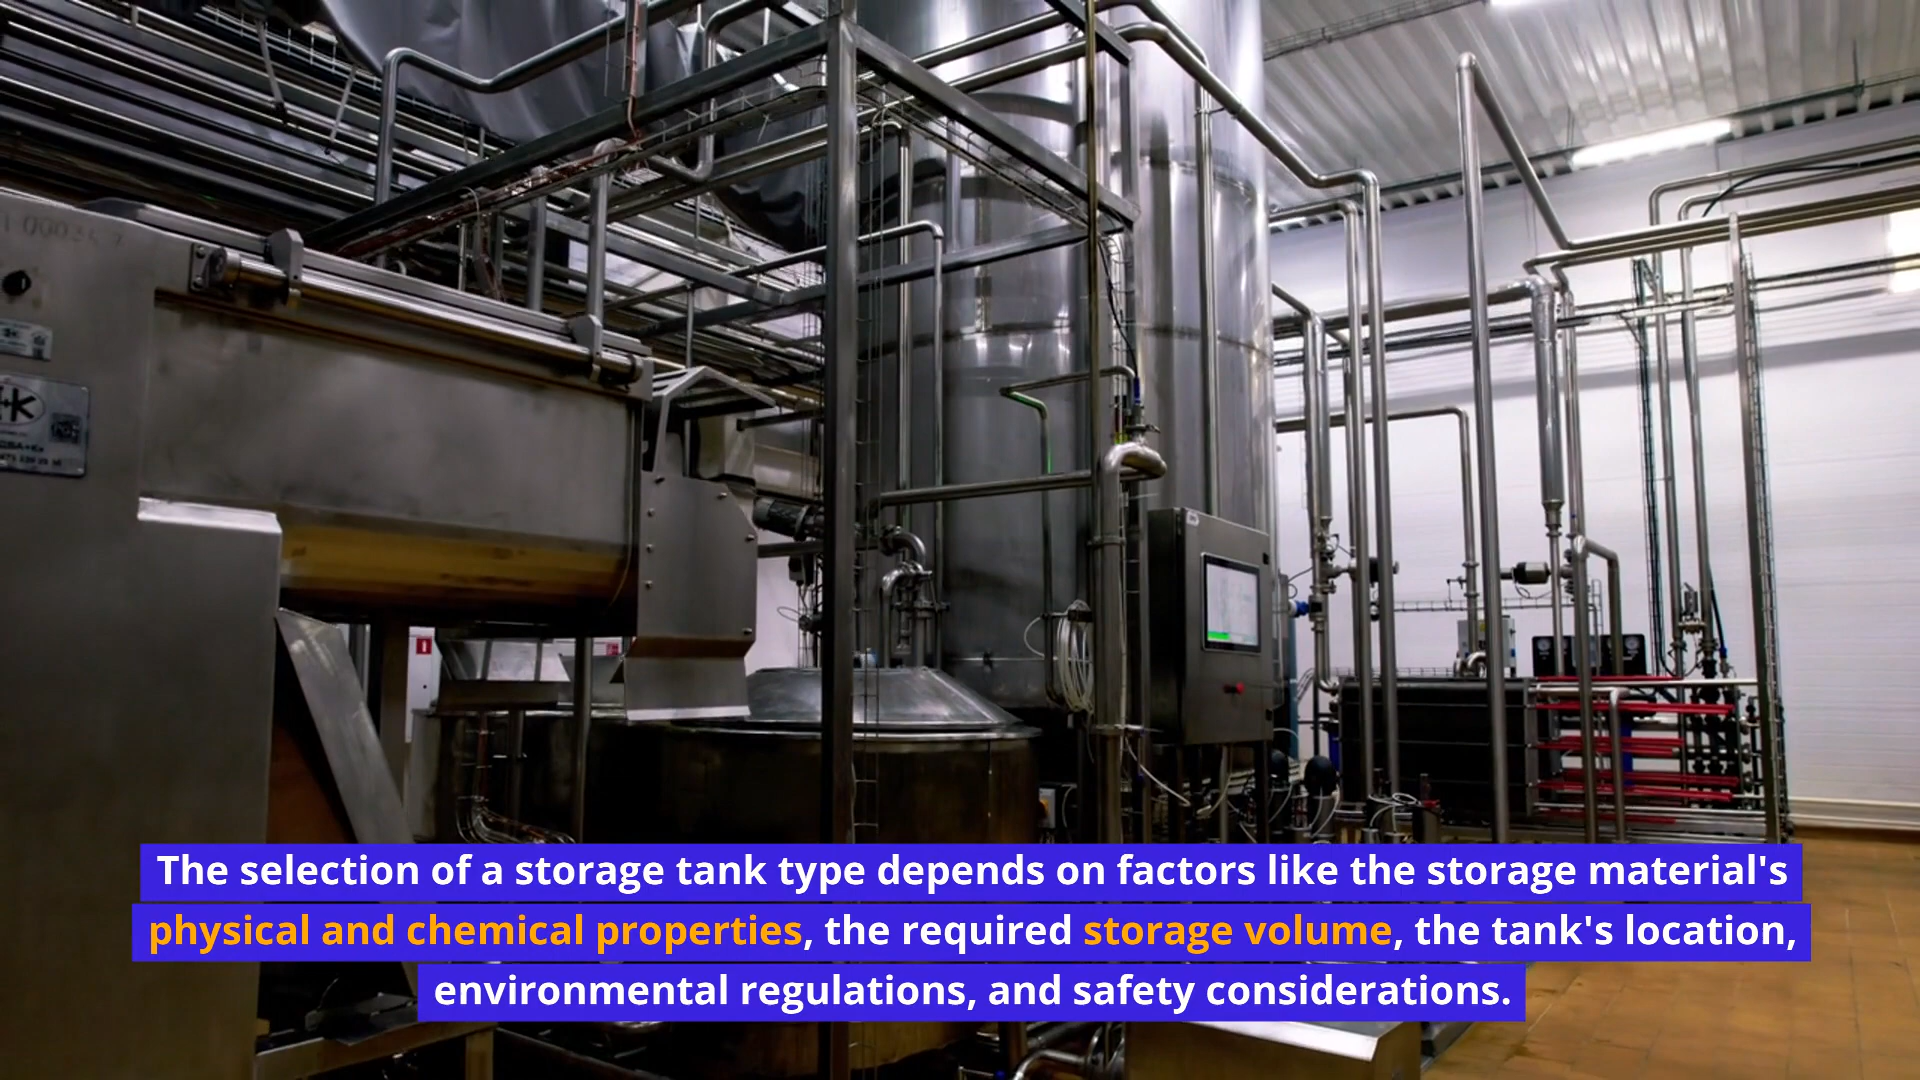 The selection of a storage tank type depends on factors like the storage material's
physical and chemical properties, the required storage volume, the tank's location,
environmental regulations, and safety considerations.